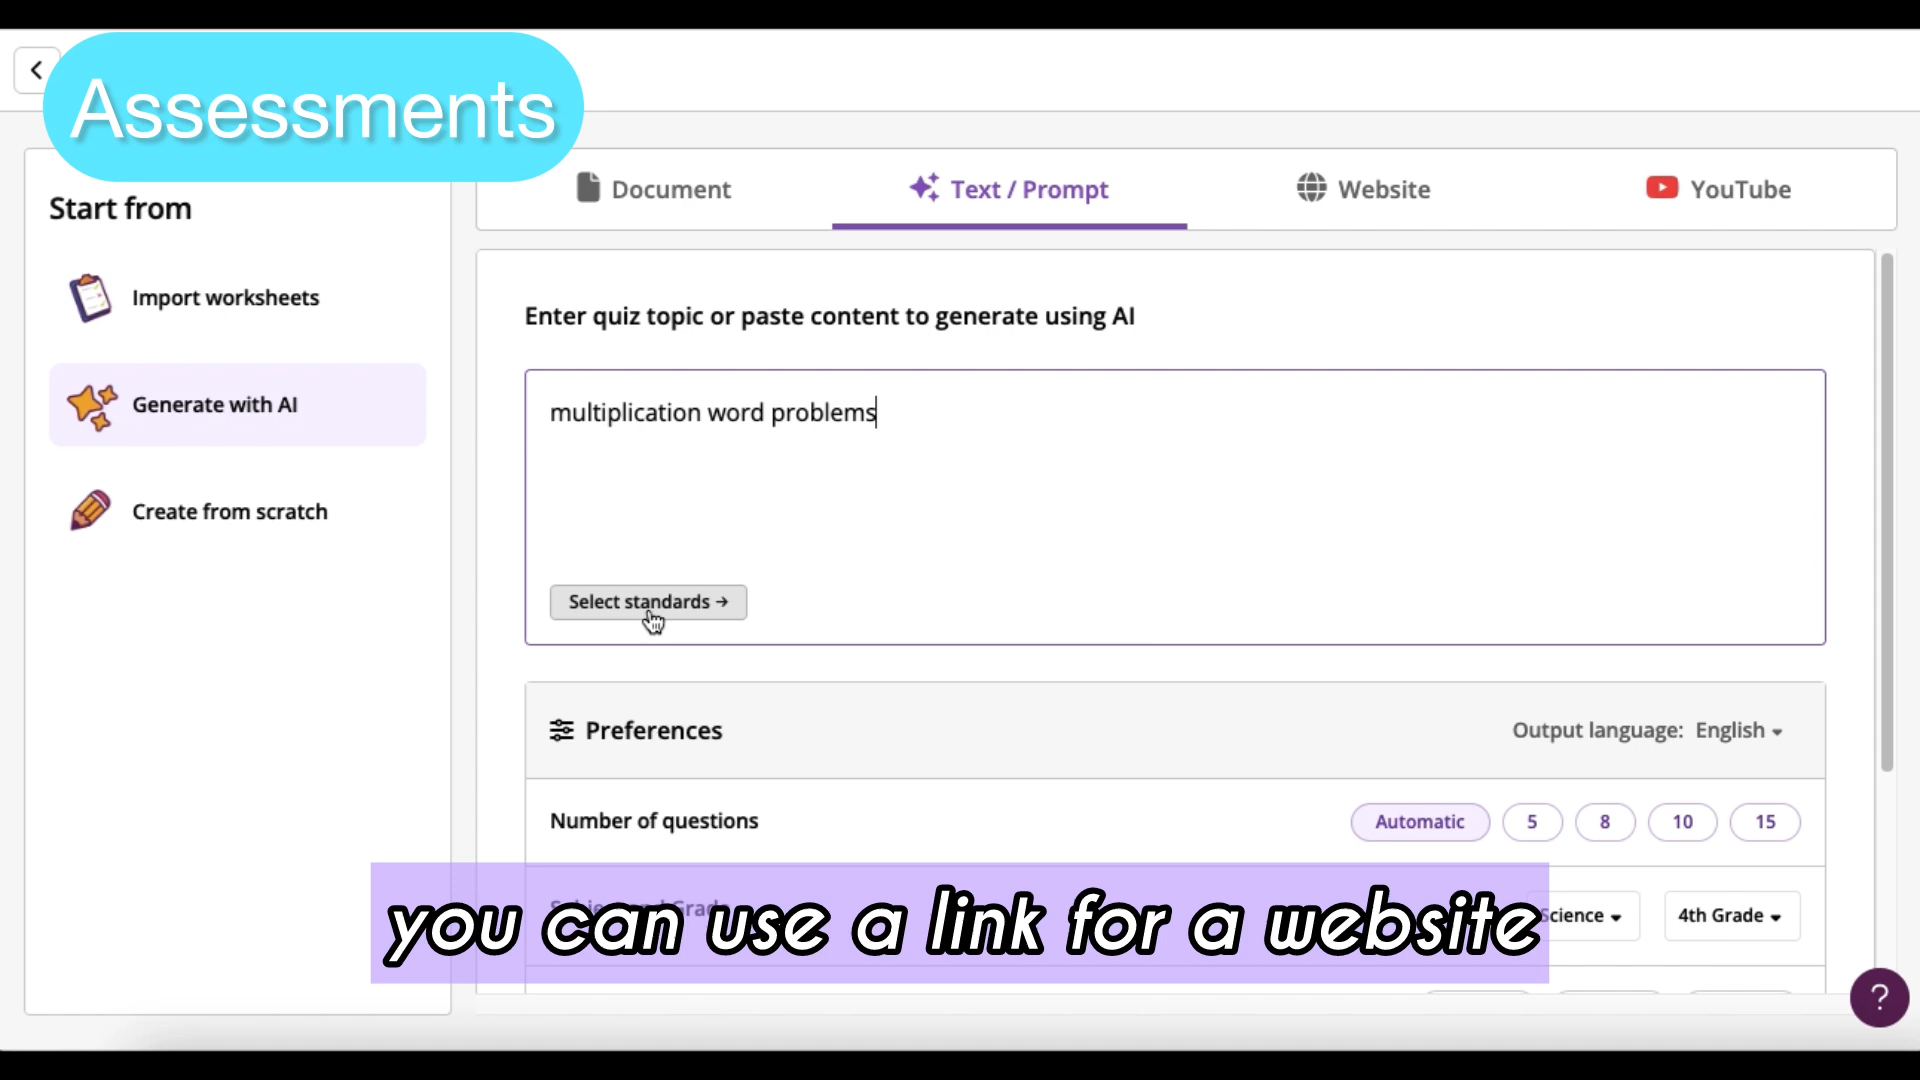 Assessments
Start from
Import worksheets
Generate with AI
Create from scratch
Document
Text / Prompt
Website
YouTube
Enter quiz topic or paste content to generate using AI
multiplication word problems
Select standards →
Preferences
Output language: English
Number of questions
Automatic
5
8
10
15
Science
4th Grade
you can use a link for a website
?